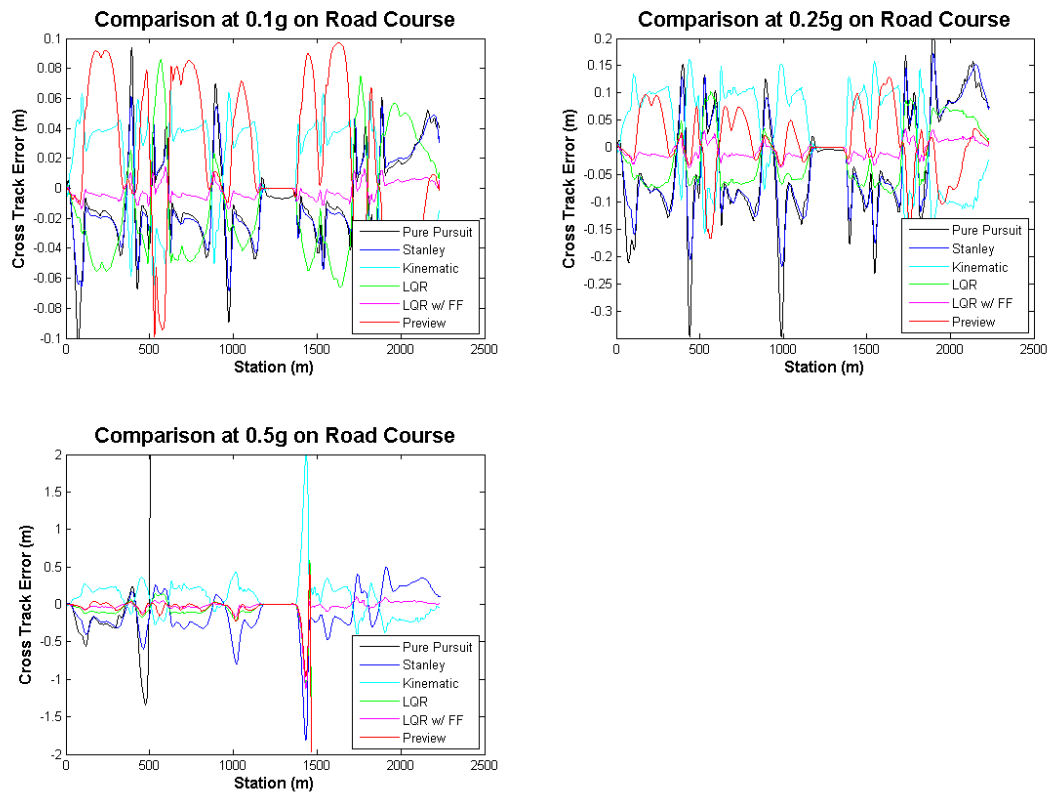 Comparison at 0.1g on Road Course
0.1
0.08
0.06
0.04
0.02
0
-0.02
-0.04
-0.06
-0.08
-0.1
Cross Track Error (m)
0
500
1000
1500
2000
2500
Station (m)
Pure Pursuit
Stanley
Kinematic
LQR
LQR w/ FF
Preview
Comparison at 0.25g on Road Course
0.2
0.15
0.1
0.05
0
-0.05
-0.1
-0.15
-0.2
-0.25
-0.3
Cross Track Error (m)
0
500
1000
1500
2000
2500
Station (m)
Pure Pursuit
Stanley
Kinematic
LQR
LQR w/ FF
Preview
Comparison at 0.5g on Road Course
2
1.5
1
0.5
0
-0.5
-1
-1.5
-2
Cross Track Error (m)
0
500
1000
1500
2000
2500
Station (m)
Pure Pursuit
Stanley
Kinematic
LQR
LQR w/ FF
Preview